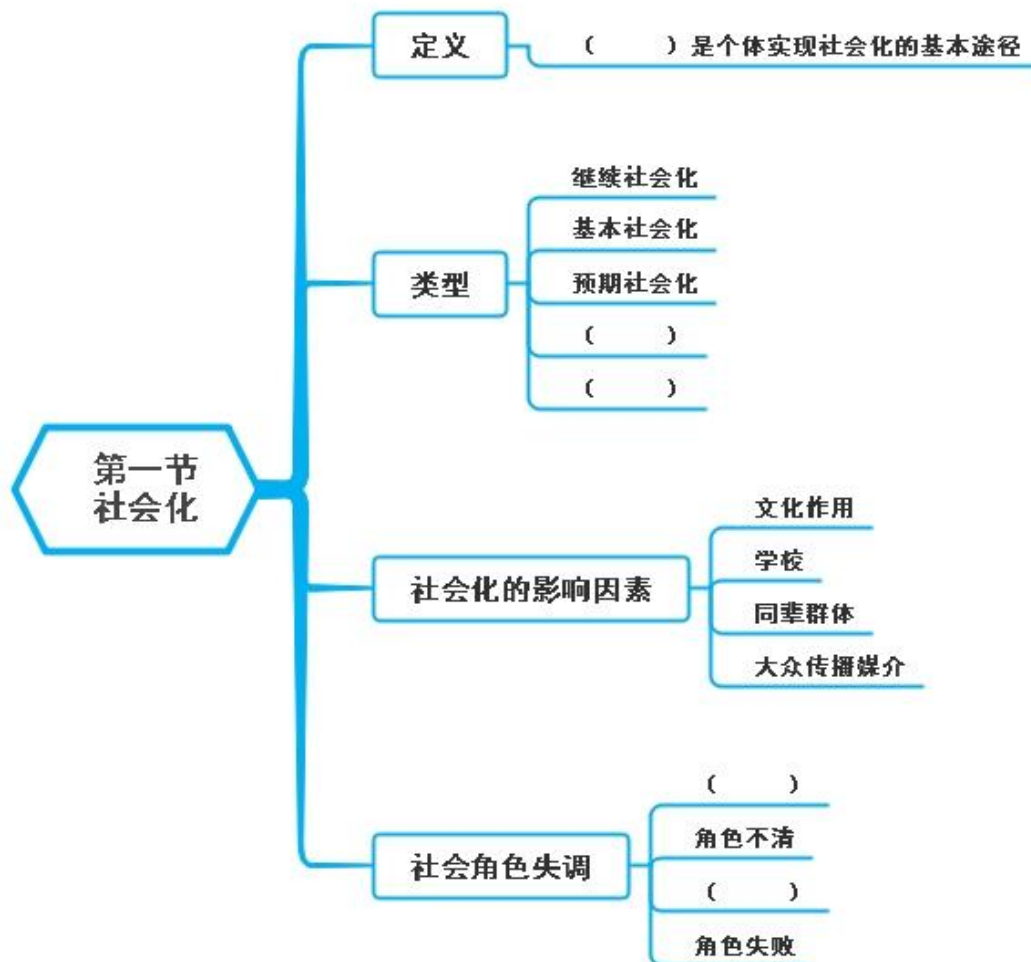 第一节
社会化
定义
（ ）是个体实现社会化的基本途径
类型
继续社会化
基本社会化
预期社会化
（ ）
（ ）
社会化的影响因素
文化作用
学校
同辈群体
大众传播媒介
社会角色失调
（ ）
角色不清
（ ）
角色失败